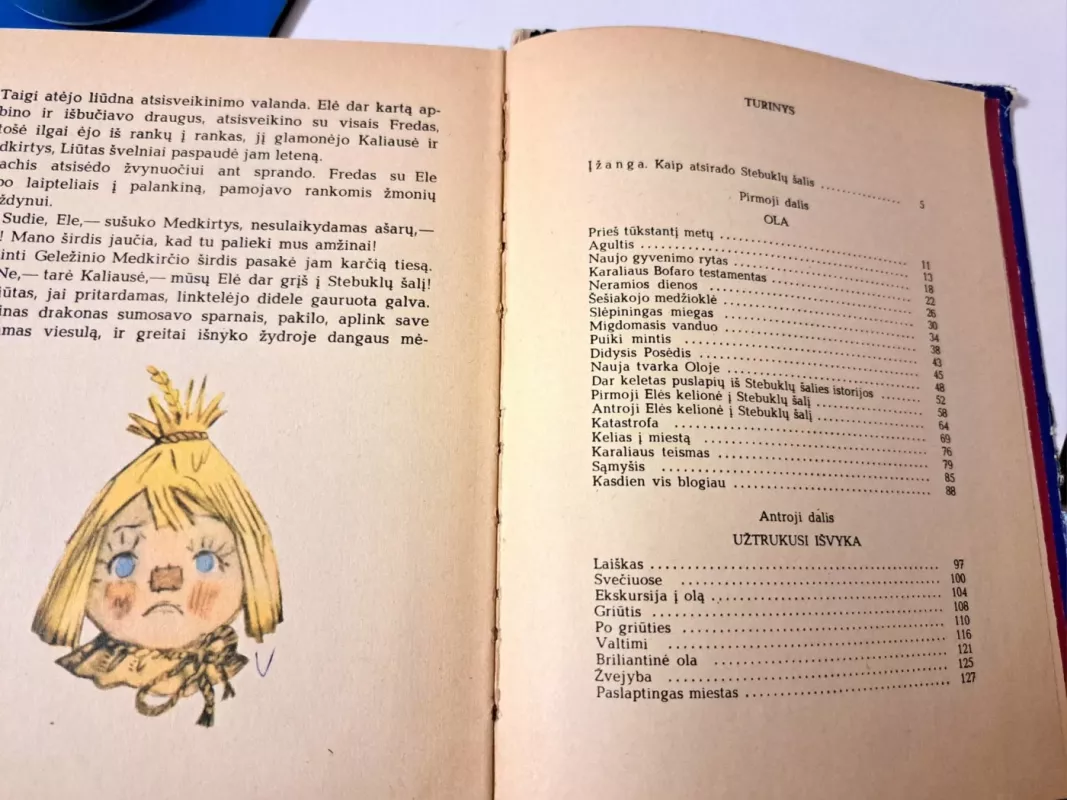 Taigi atėjo liūdna atsisveikinimo valanda. Elė dar kartą ap-
bino ir išbučiavo draugus, atsisveikino su visais Fredas,
tošė ilgai ėjo iš rankų į rankas, jį glamonėjo Kaliausė ir
dkirtys, Liūtas švelniai paspaudė jam leteną.
achis atsisėdo žvynuočiui ant sprando. Fredas su Ele
po laipteliais į palankiną, pamojavo rankomis žmonių
ždynui.
Sudie, Ele,— sušuko Medkirtys, nesulaikydamas ašarų,—
! Mano širdis jaučia, kad tu palieki mus amžinai!
inti Geležinio Medkirčio širdis pasakė jam karčią tiesą.
Ne,— tarė Kaliausė,— mūsų Elė dar grįš į Stebuklų šalį!
iūtas, jai pritardamas, linktelėjo didele gauruota galva.
inas drakonas sumosavo sparnais, pakilo, aplink save
mas viesulą, ir greitai išnyko žydroje dangaus mė-
TURINYS
Įžanga. Kaip atsirado Stebuklų šalis 5
Pirmoji dalis
OLA
Prieš tūkstantį metų 11
Agultis 13
Naujo gyvenimo rytas 18
Karaliaus Bofaro testamentas 22
Neramios dienos 26
Šešiakojo medžioklė 30
Slėpiningas miegas 34
Migdomasis vanduo 38
Puiki mintis 43
Didysis Posėdis 45
Nauja tvarka Oloje 48
Dar keletas puslapių iš Stebuklų šalies istorijos 52
Pirmoji Elės kelionė į Stebuklų šalį 58
Antroji Elės kelionė į Stebuklų šalį 64
Katastrofa 69
Kelias į miestą 76
Karaliaus teismas 79
Sąmyšis 85
Kasdien vis blogiau 88
Antroji dalis
UŽTRUKUSI IŠVYKA
Laiškas 97
Svečiuose 100
Ekskursija į olą 104
Griūtis 108
Po griūties 110
Valtimi 116
Briliantinė ola 121
Žvejyba 125
Paslaptingas miestas 127